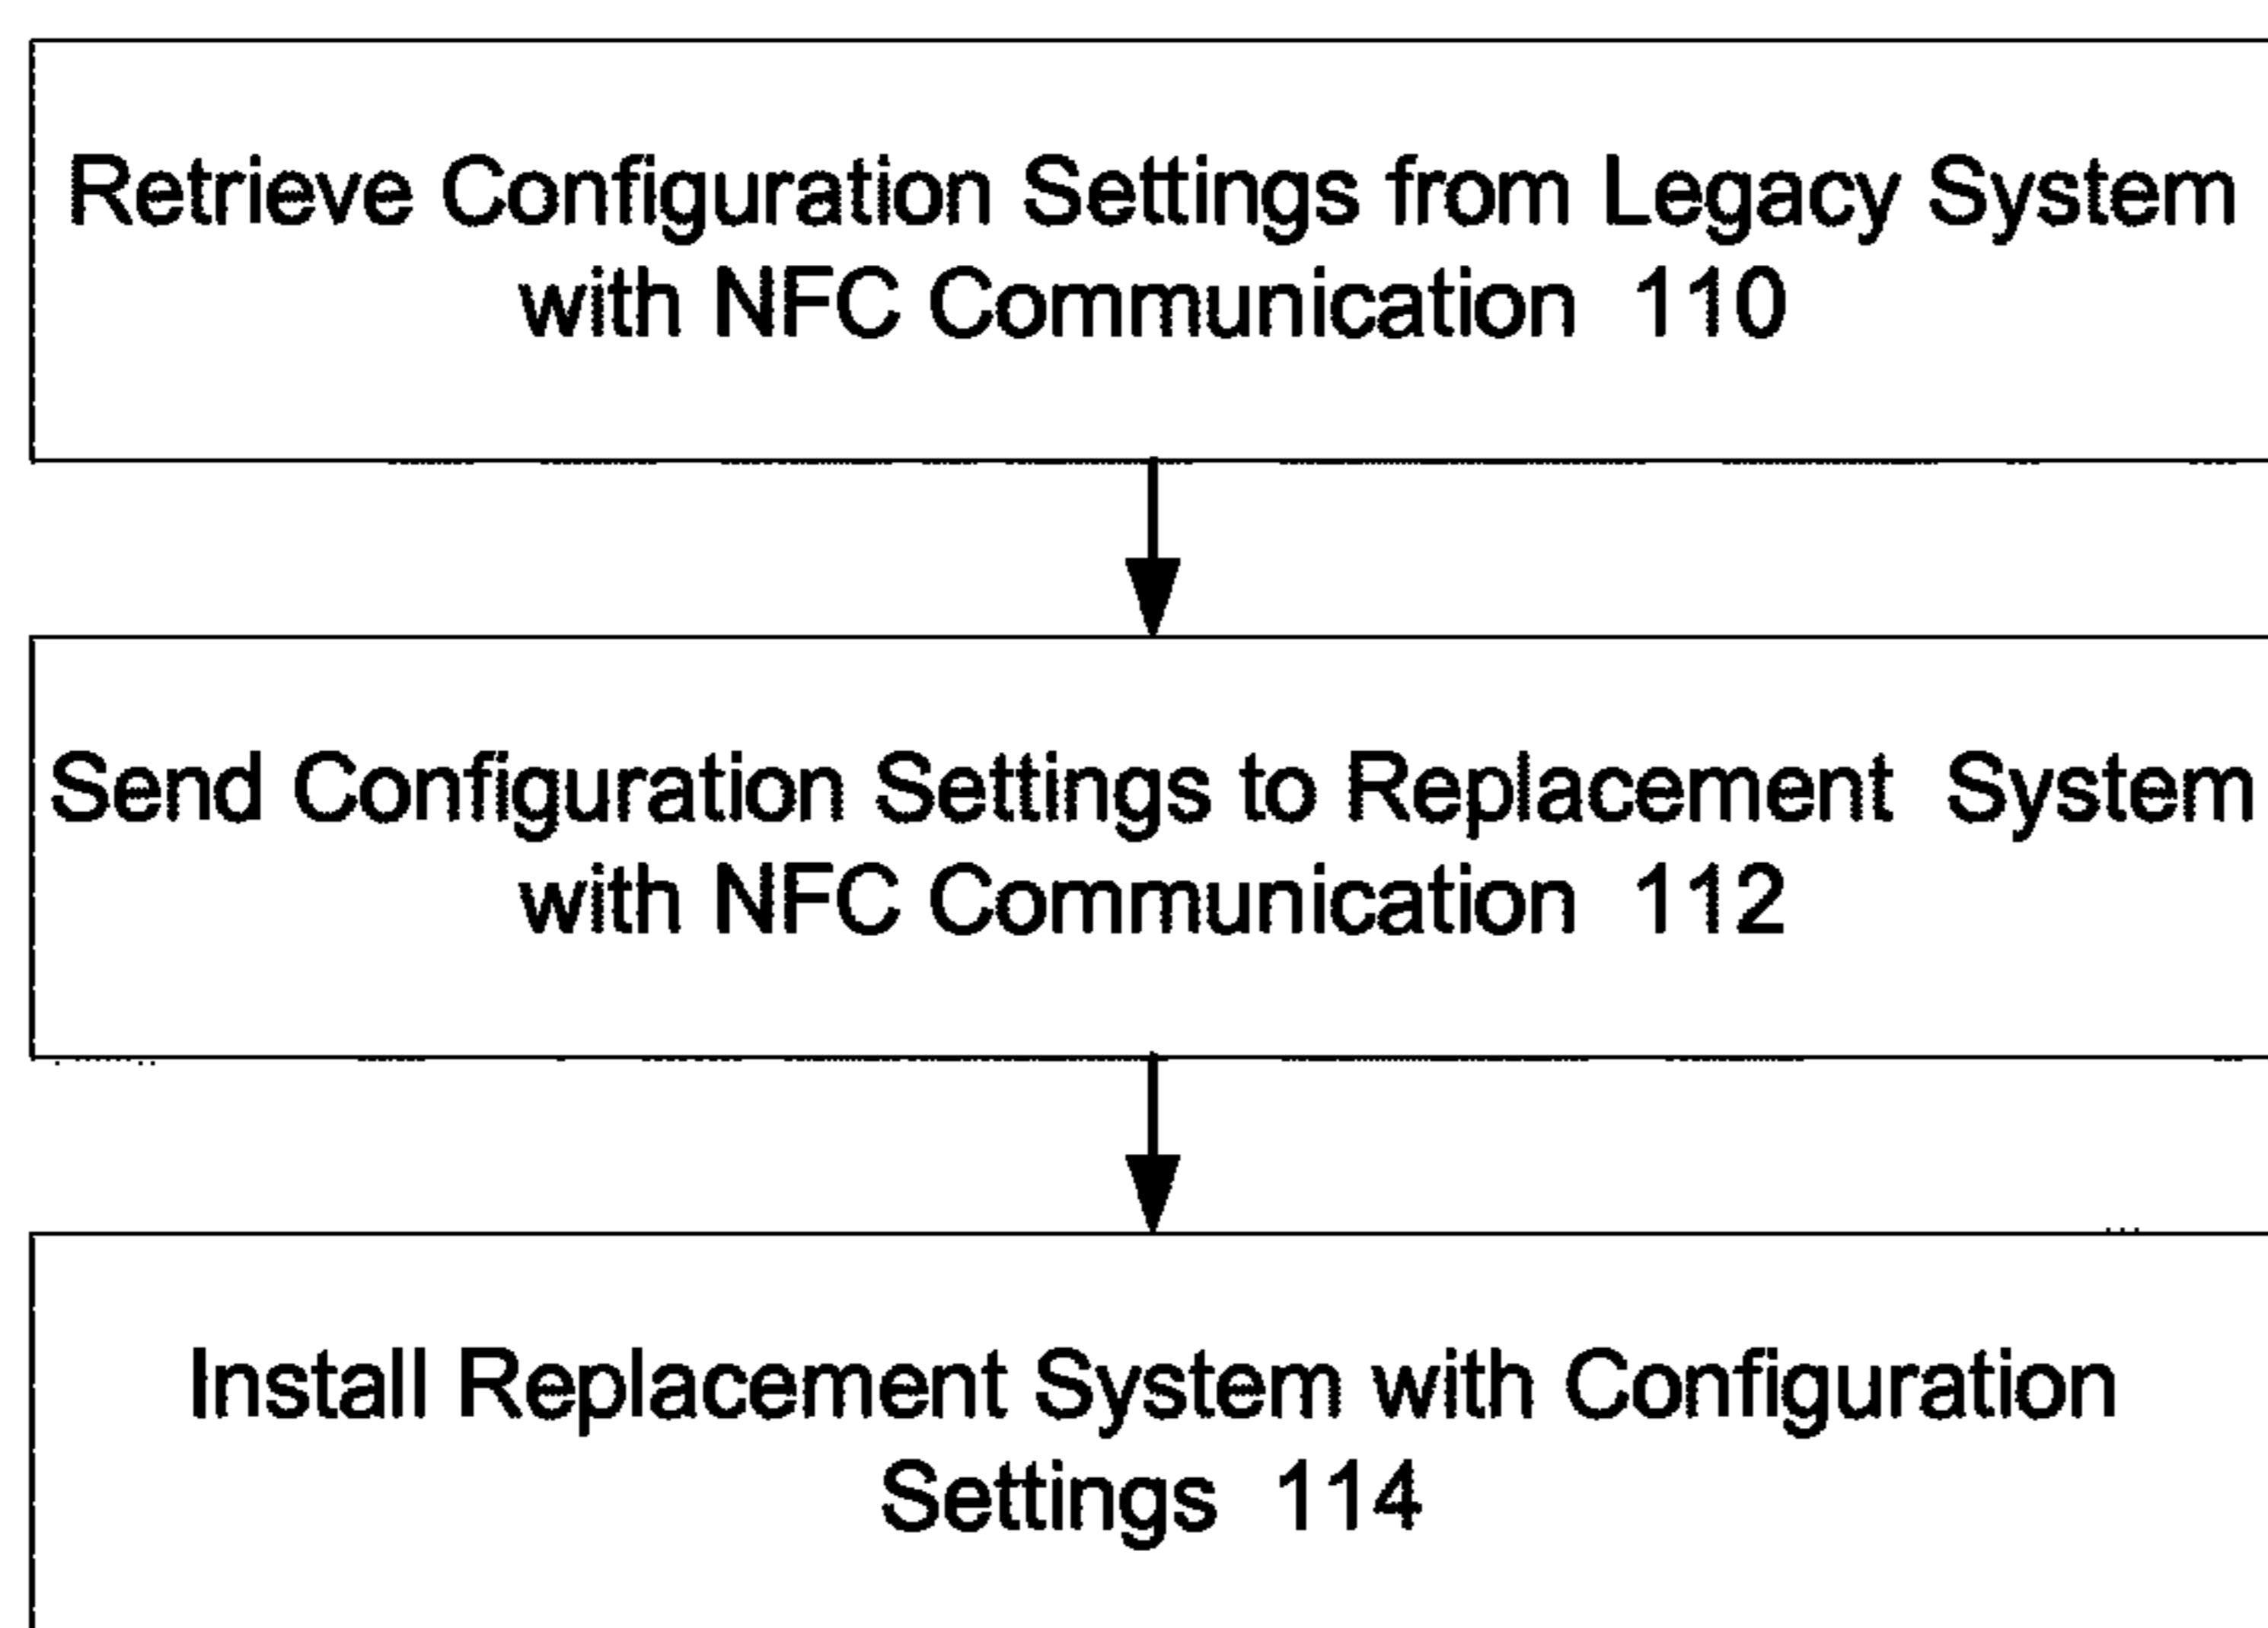 Retrieve Configuration Settings from Legacy System
with NFC Communication 110
Send Configuration Settings to Replacement System
with NFC Communication 112
Install Replacement System with Configuration
Settings 114